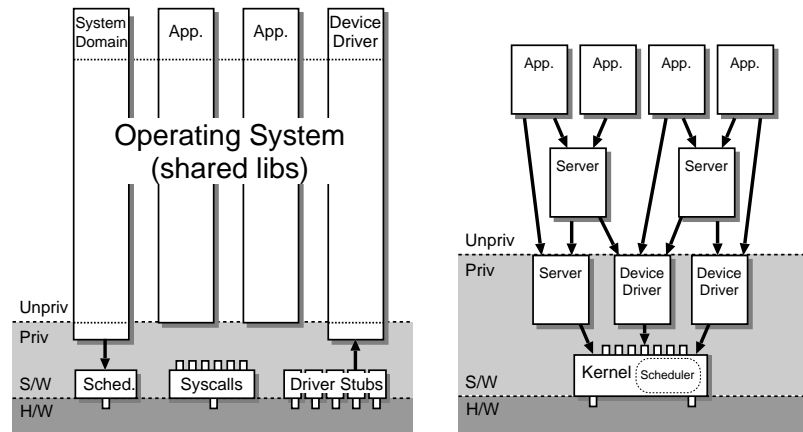 System
Domain
App.
App.
Device
Driver
Operating System
(shared libs)
Unpriv
Priv
S/W
H/W
Sched.
Syscalls
Driver Stubs
App.
App.
App.
App.
Server
Server
Unpriv
Priv
Server
Device
Driver
Device
Driver
Kernel
Scheduler
S/W
H/W